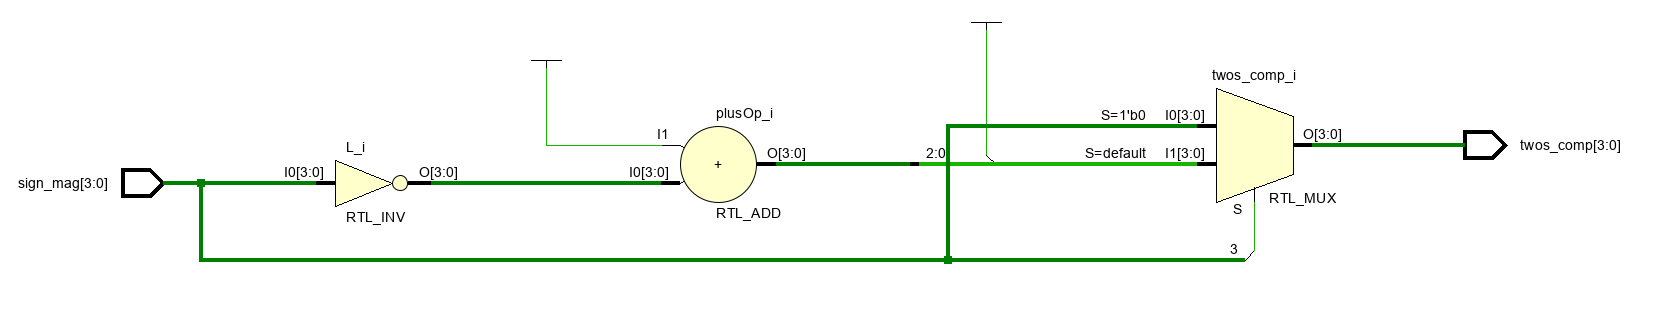 twos_comp_i
plusOp_i
S=1'b0 I0[3:0]
I1
O[3:0]
L_i
O[3:0] 2:0 S=default I1[3:0]
twos_comp[3:0]
I0[3:0] O[3:0] I0[3:0]
sign_mag[3:0]
RTL_MUX
S
RTL_INV
RTL_ADD
+
3